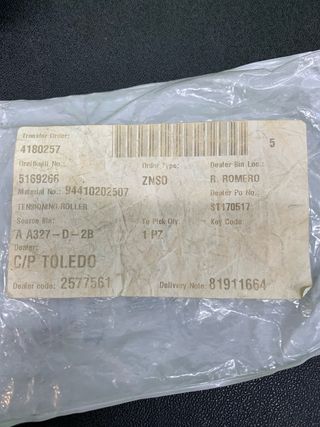 Transfer Order:
4180257 5
Order Type: Dealer Bin Loc.:
5169266 ZNSO R. ROMERO
Material No.: 94410202507 Dealer Po No.
TENSIONING ROLLER ST170517
Source Bin: To Pick Qty: Key Code
A A327-D-2B 1 PZ
Dealer:
C/P TOLEDO
Dealer code: 2577561 Delivery Note: 81911664